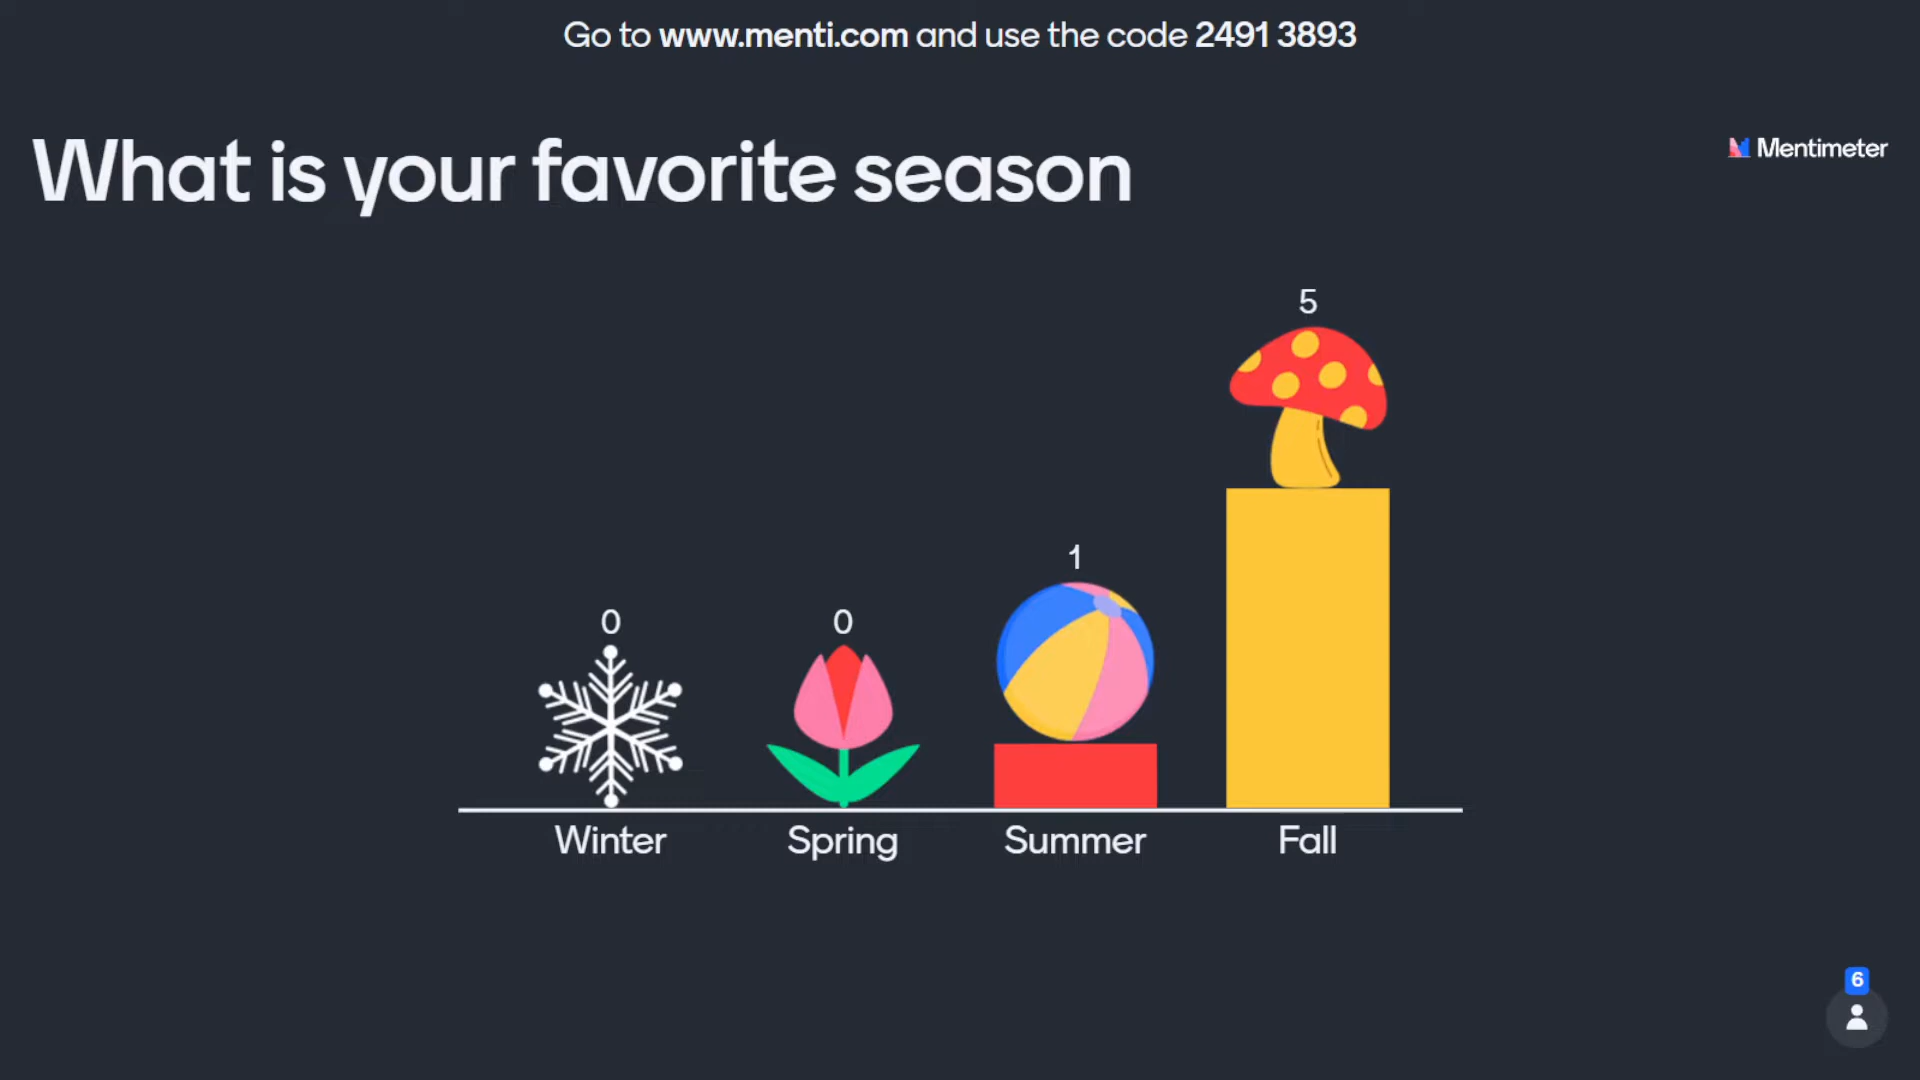 Go to www.menti.com and use the code 2491 3893
What is your favorite season
Mentimeter
5
1
0
0
Winter
Spring
Summer
Fall
6